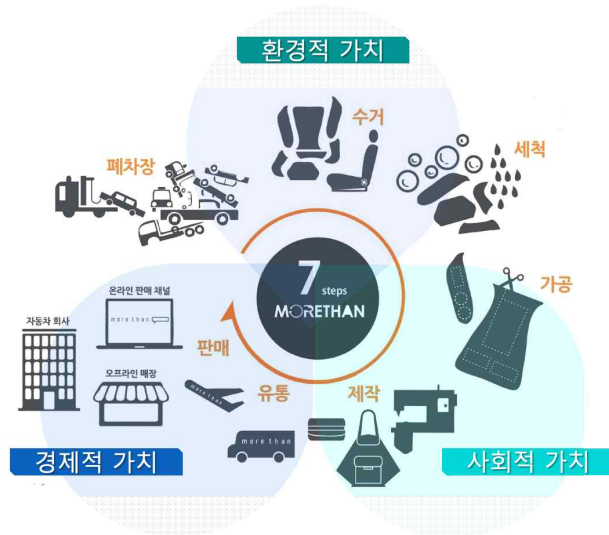 환경적 가치
수거
세척
폐차장
7 steps
MORETHAN
가공
온라인 판매 채널
자동차 회사
more than
판매
오프라인 매장
more than
유통
제작
more than
경제적 가치
사회적 가치